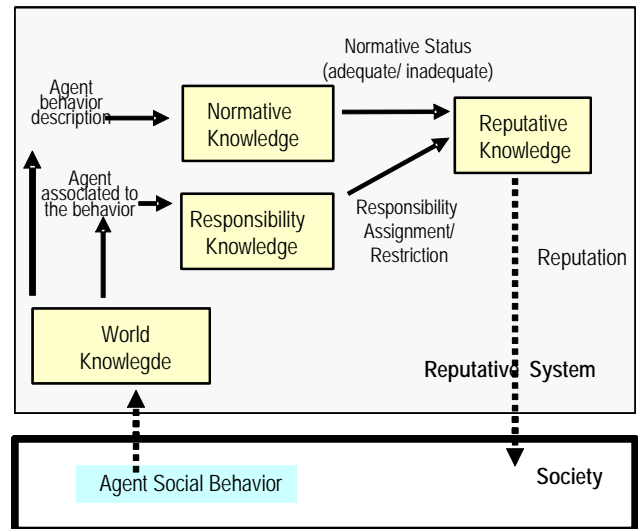 Normative Status
(adequate/ inadequate)
Agent
behavior
description
Normative
Knowledge
Reputative
Knowledge
Agent
associated to
the behavior
Responsibility
Knowledge
Responsibility
Assignment/
Restriction
Reputation
World
Knowlegde
Reputative System
Agent Social Behavior
Society